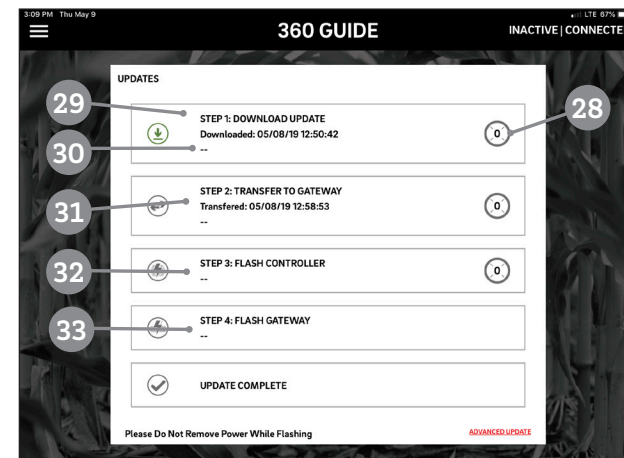 3:09 PM Thu May 9
LTE 67%
360 GUIDE
INACTIVE | CONNECTE
UPDATES
29
STEP 1: DOWNLOAD UPDATE
28
Downloaded: 05/08/19 12:50:42
0
30
--
STEP 2: TRANSFER TO GATEWAY
31
Transfered: 05/08/19 12:58:53
0
--
STEP 3: FLASH CONTROLLER
32
--
0
STEP 4: FLASH GATEWAY
33
--
UPDATE COMPLETE
Please Do Not Remove Power While Flashing
ADVANCED UPDATE